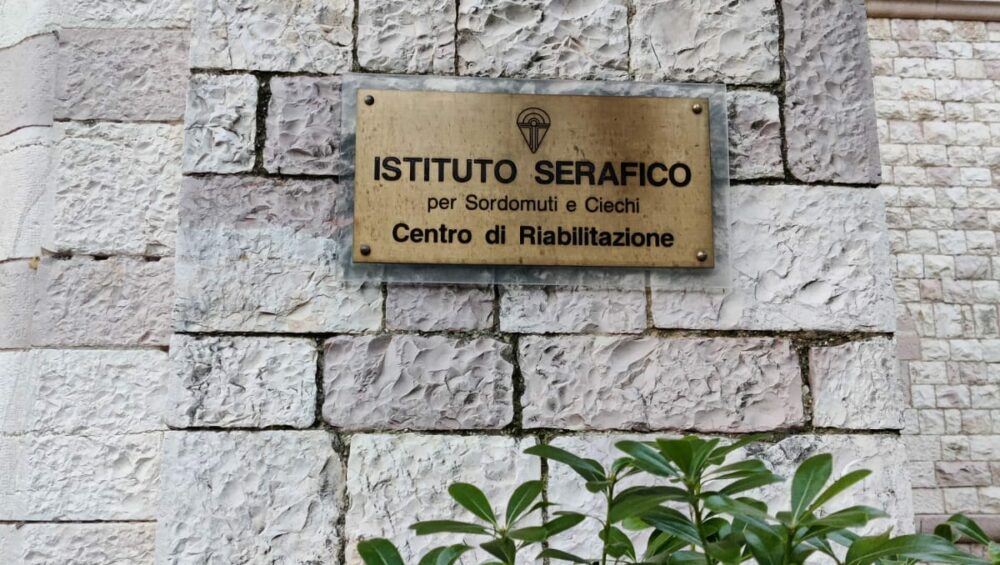 ISTITUTO SERAFICO
per Sordomuti e Ciechi
Centro di Riabilitazione